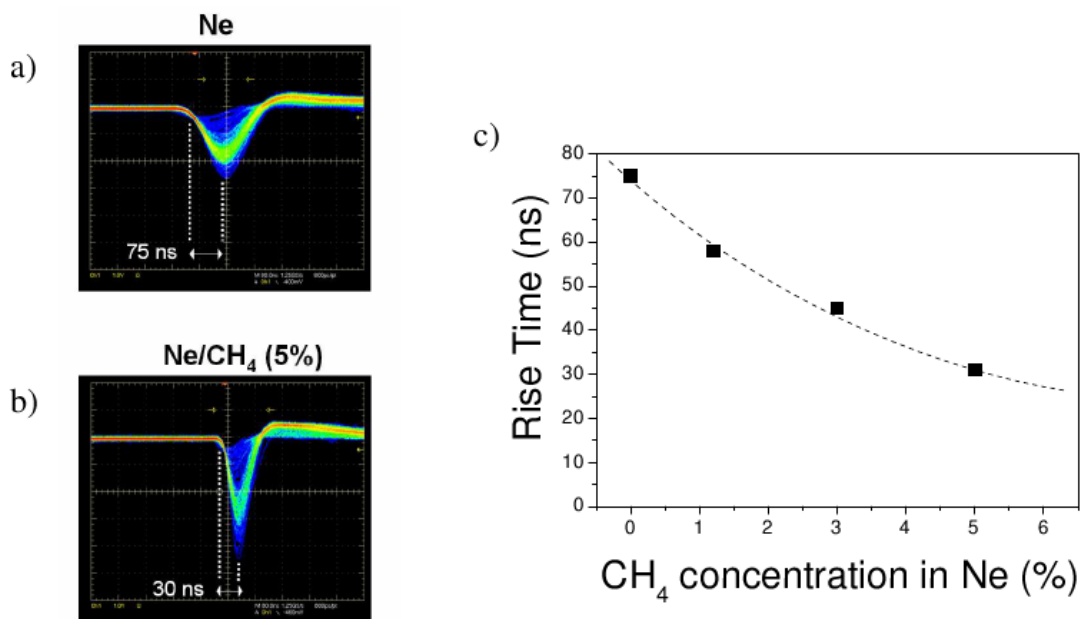 Ne
a)
75 ns
Ne/CH₄ (5%)
b)
30 ns
c)
Rise Time (ns)
80
70
60
50
40
30
20
10
0
0 1 2 3 4 5 6
CH₄ concentration in Ne (%)